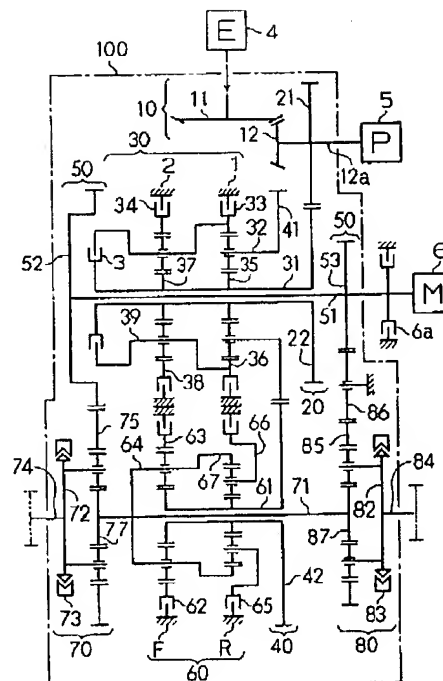 E 4
100
10 11 21 5
12 P
30 12a
50 2 1
34 33 41 50 6
32
52 3 37 35 31 53 M
51
39 36 22 6a
38 20 86
75 63 66 85
64 67 61 71 84
74 72 82
77 87
73 62 65 42 83
70 F R 40 80
60